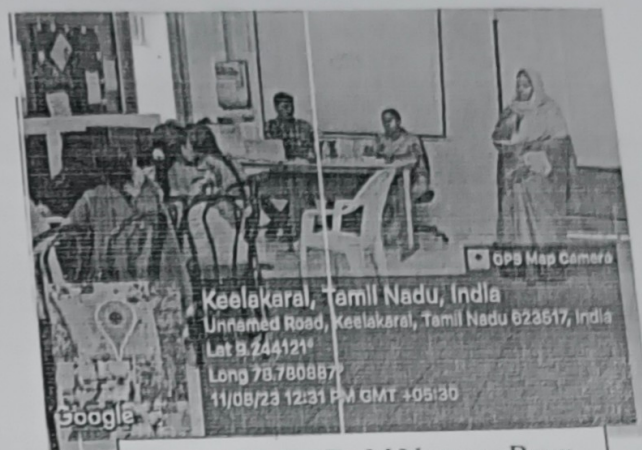 GPS Map Camera
Keelakarai, Tamil Nadu, India
Unnamed Road, Keelakarai, Tamil Nadu 623517, India
Lat 9.244121°
Long 78.780887°
11/08/23 12:31 PM GMT +05:30
Google